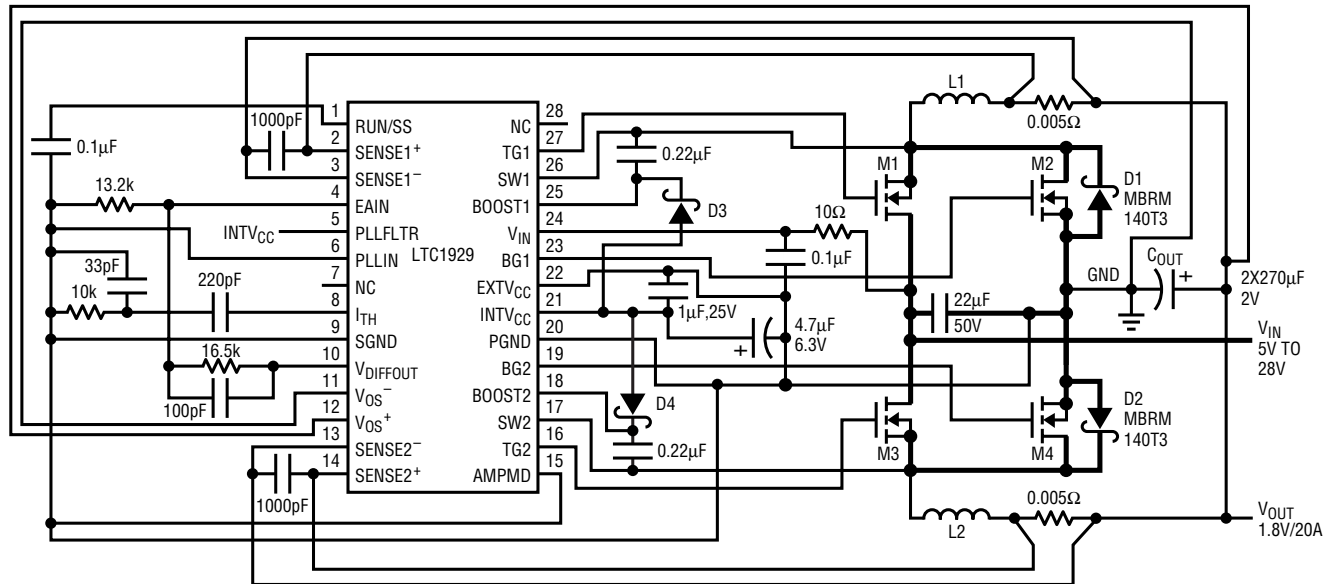 0.1µF
13.2k
INTVCC
33pF
10k
220pF
16.5k
100pF
1000pF
1000pF
LTC1929
1 RUN/SS
2 SENSE1+
3 SENSE1−
4 EAIN
5 PLLFLTR
6 PLLIN
7 NC
8 ITH
9 SGND
10 VDIFFOUT
11 VOS−
12 VOS+
13 SENSE2−
14 SENSE2+
28 NC
27 TG1
26 SW1
25 BOOST1
24 VIN
23 BG1
22 EXTVCC
21 INTVCC
20 PGND
19 BG2
18 BOOST2
17 SW2
16 TG2
15 AMPMD
0.22µF
D3
10Ω
0.1µF
1µF,25V
4.7µF
6.3V
+
D4
0.22µF
L1
0.005Ω
M1
M2
D1
MBRM
140T3
GND
COUT
+
2X270µF
2V
22µF
50V
VIN
5V TO
28V
M3
M4
D2
MBRM
140T3
L2
0.005Ω
VOUT
1.8V/20A